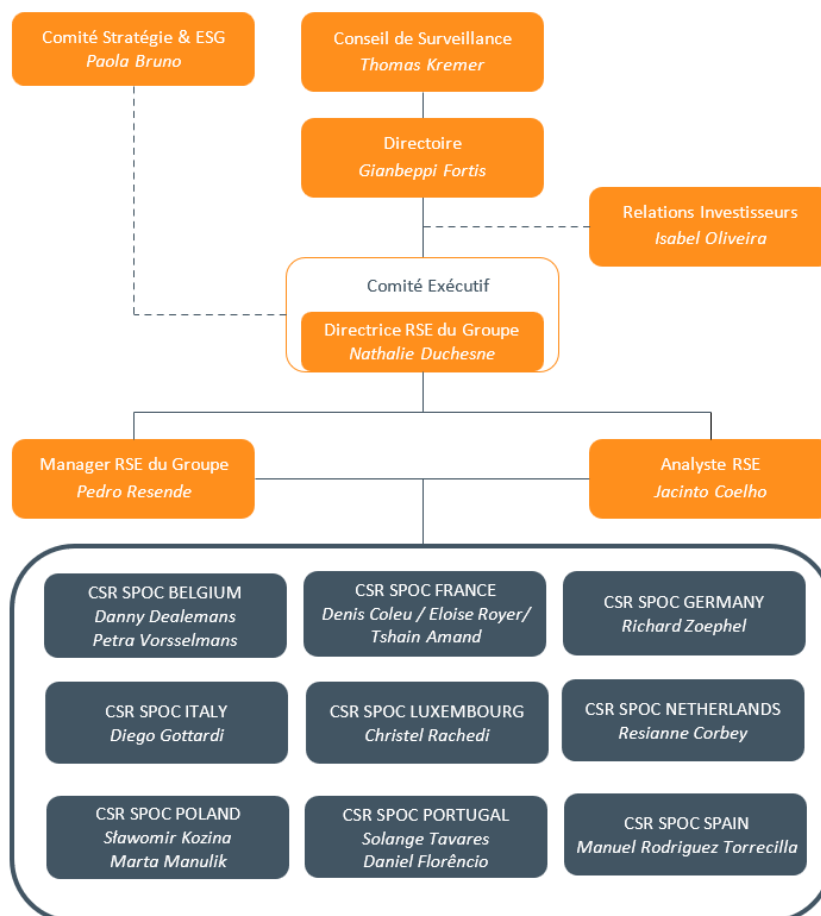 Comité Stratégie & ESG
Paola Bruno
Conseil de Surveillance
Thomas Kremer
Directoire
Gianbeppi Fortis
Relations Investisseurs
Isabel Oliveira
Comité Exécutif
Directrice RSE du Groupe
Nathalie Duchesne
Manager RSE du Groupe
Pedro Resende
Analyste RSE
Jacinto Coelho
CSR SPOC BELGIUM
Danny Dealemans
Petra Vorsselmans
CSR SPOC FRANCE
Denis Coleu / Eloise Royer/
Tshain Amand
CSR SPOC GERMANY
Richard Zoephel
CSR SPOC ITALY
Diego Gottardi
CSR SPOC LUXEMBOURG
Christel Rachedi
CSR SPOC NETHERLANDS
Resianne Corbey
CSR SPOC POLAND
Sławomir Kozina
Marta Manulik
CSR SPOC PORTUGAL
Solange Tavares
Daniel Florêncio
CSR SPOC SPAIN
Manuel Rodriguez Torrecilla